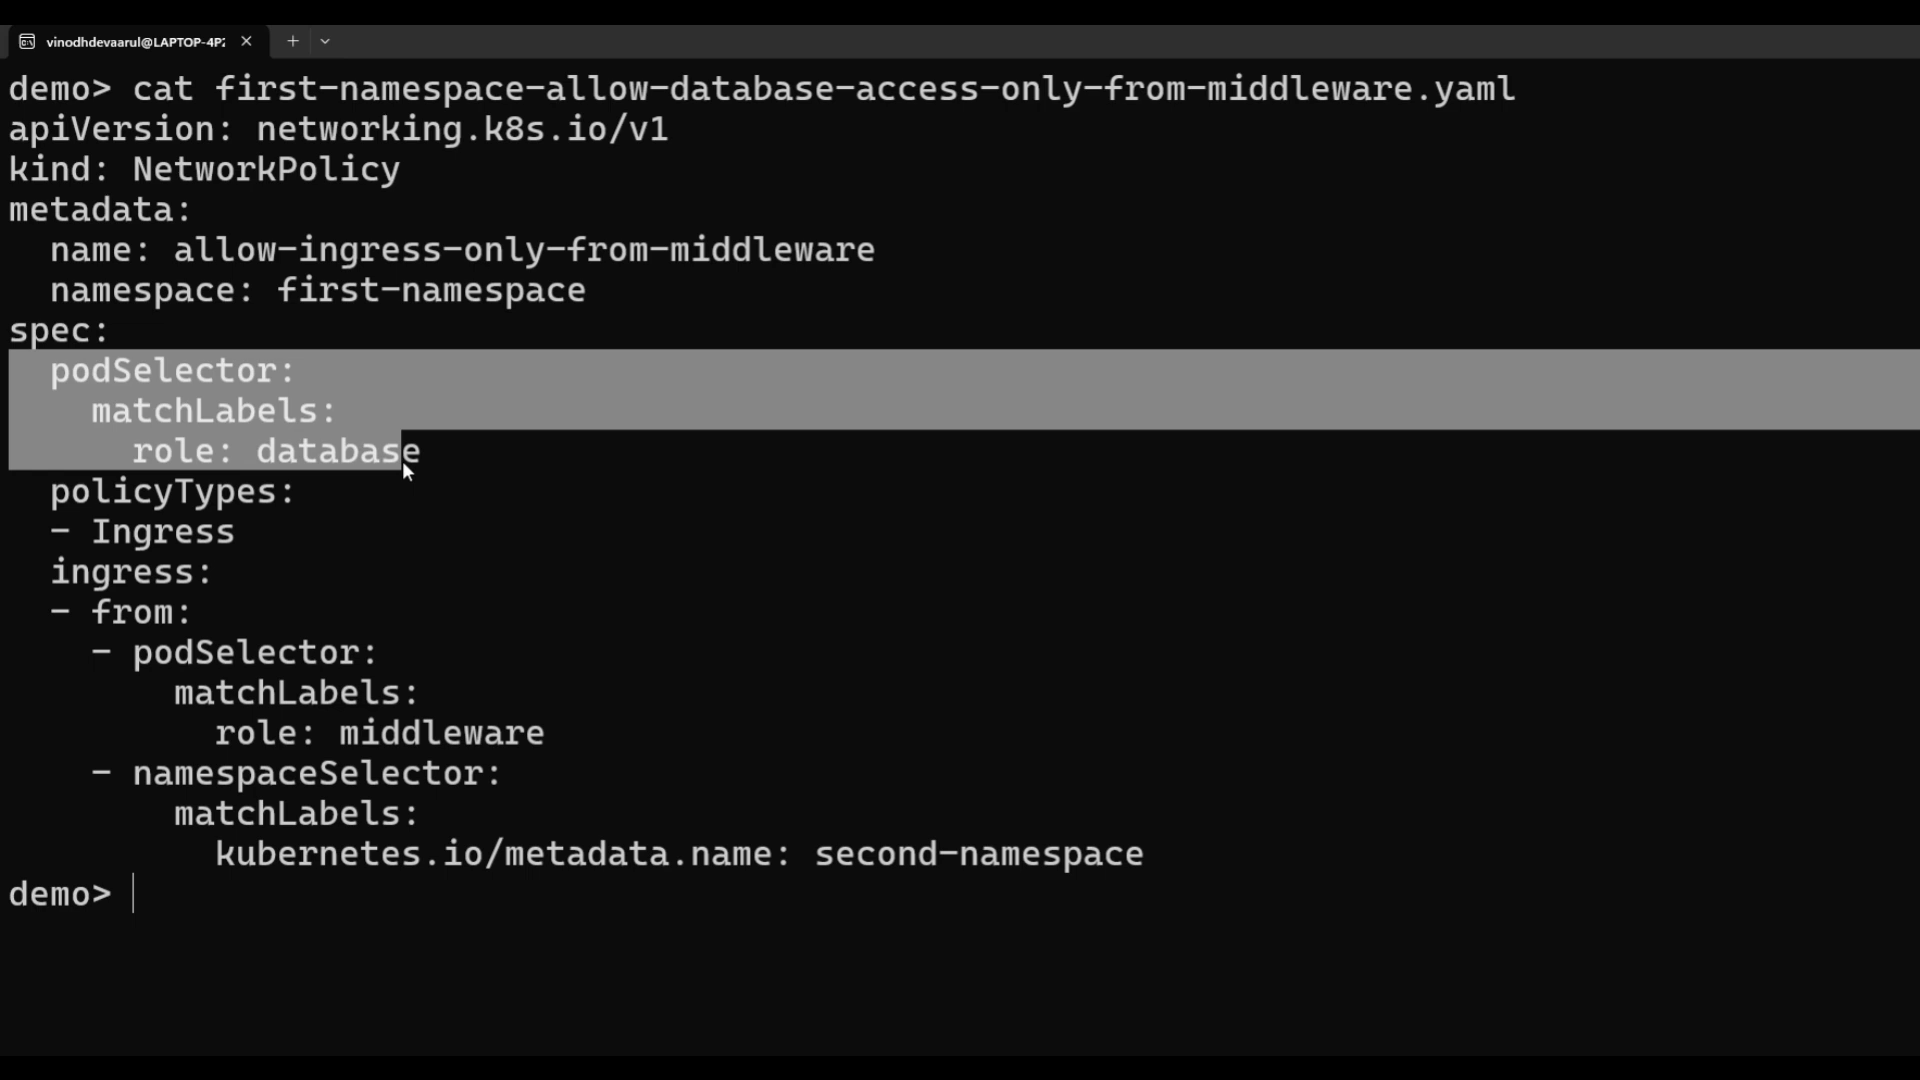 vinodhdevaarul@LAPTOP-4P2
demo> cat first-namespace-allow-database-access-only-from-middleware.yaml
apiVersion: networking.k8s.io/v1
kind: NetworkPolicy
metadata:
  name: allow-ingress-only-from-middleware
  namespace: first-namespace
spec:
  podSelector:
    matchLabels:
      role: database
  policyTypes:
  - Ingress
  ingress:
  - from:
    - podSelector:
        matchLabels:
          role: middleware
    - namespaceSelector:
        matchLabels:
          kubernetes.io/metadata.name: second-namespace
demo>